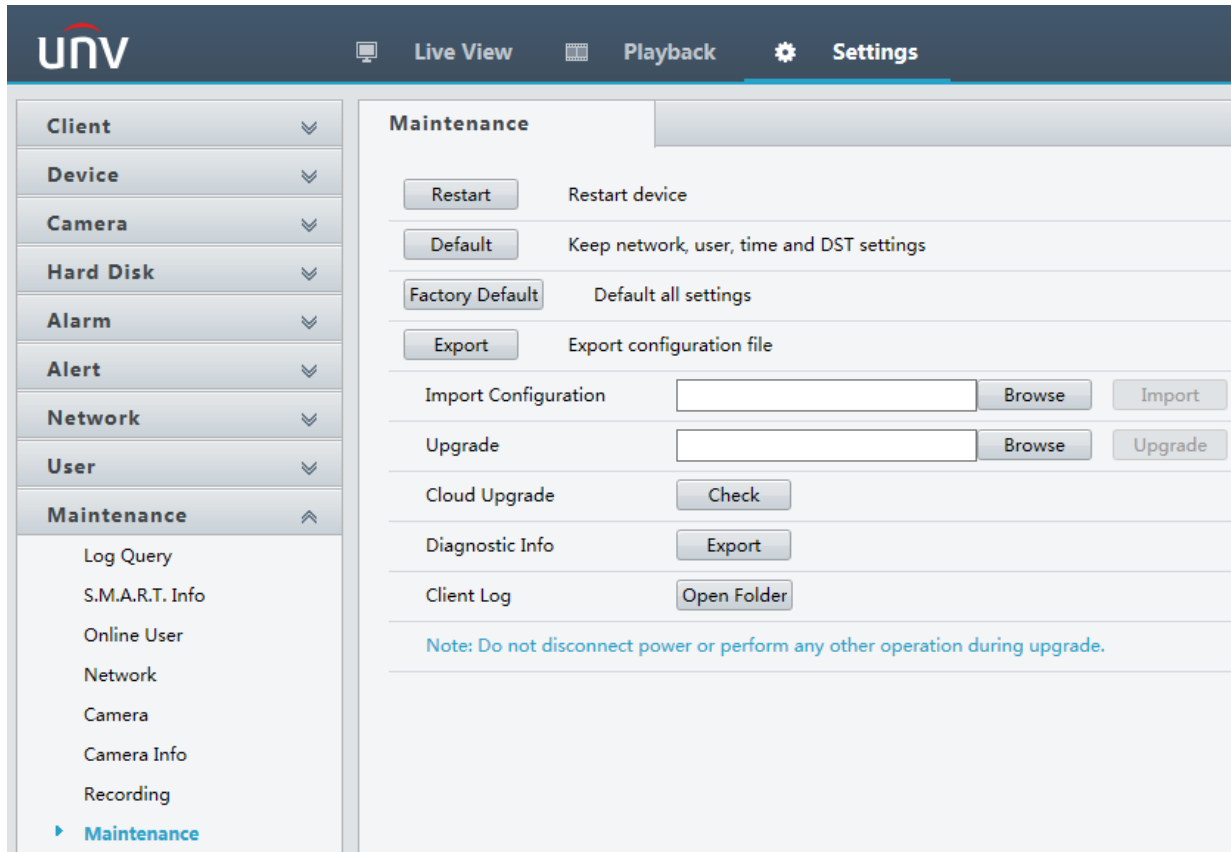 unv
Live View
Playback
Settings
Client
Device
Camera
Hard Disk
Alarm
Alert
Network
User
Maintenance
Log Query
S.M.A.R.T. Info
Online User
Network
Camera
Camera Info
Recording
Maintenance
Maintenance
Restart Restart device
Default Keep network, user, time and DST settings
Factory Default Default all settings
Export Export configuration file
Import Configuration Browse Import
Upgrade Browse Upgrade
Cloud Upgrade Check
Diagnostic Info Export
Client Log Open Folder
Note: Do not disconnect power or perform any other operation during upgrade.